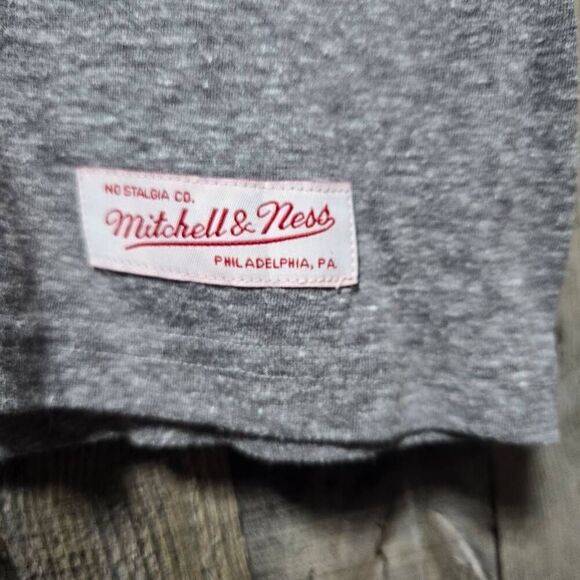 NOSTALGIA CO.
Mitchell & Ness
PHILADELPHIA, PA.